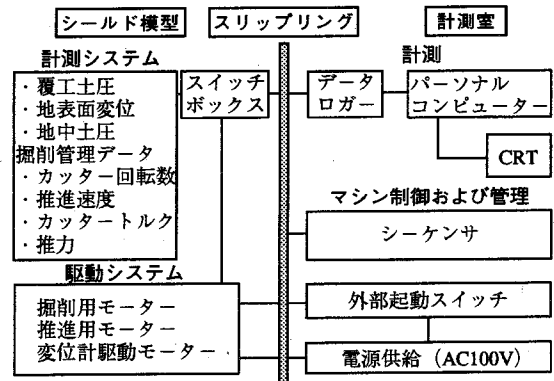 シールド模型
スリップリング
計測室
計測システム
・覆工土圧
・地表面変位
・地中土圧
掘削管理データ
・カッター回転数
・推進速度
・カッタートルク
・推力
スイッチ
ボックス
データ
ロガー
計測
パーソナル
コンピューター
CRT
マシン制御および管理
シーケンサ
駆動システム
掘削用モーター
推進用モーター
変位計駆動モーター
外部起動スイッチ
電源供給（AC100V）